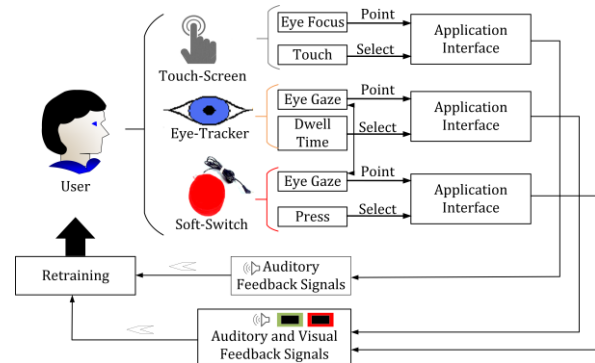 Eye Focus
Point
Application
Interface
Touch
Select
Touch-Screen
Eye Gaze
Point
Application
Interface
Dwell
Time
Select
Eye-Tracker
User
Eye Gaze
Point
Application
Interface
Press
Select
Soft-Switch
Retraining
Auditory
Feedback Signals
Auditory and Visual
Feedback Signals